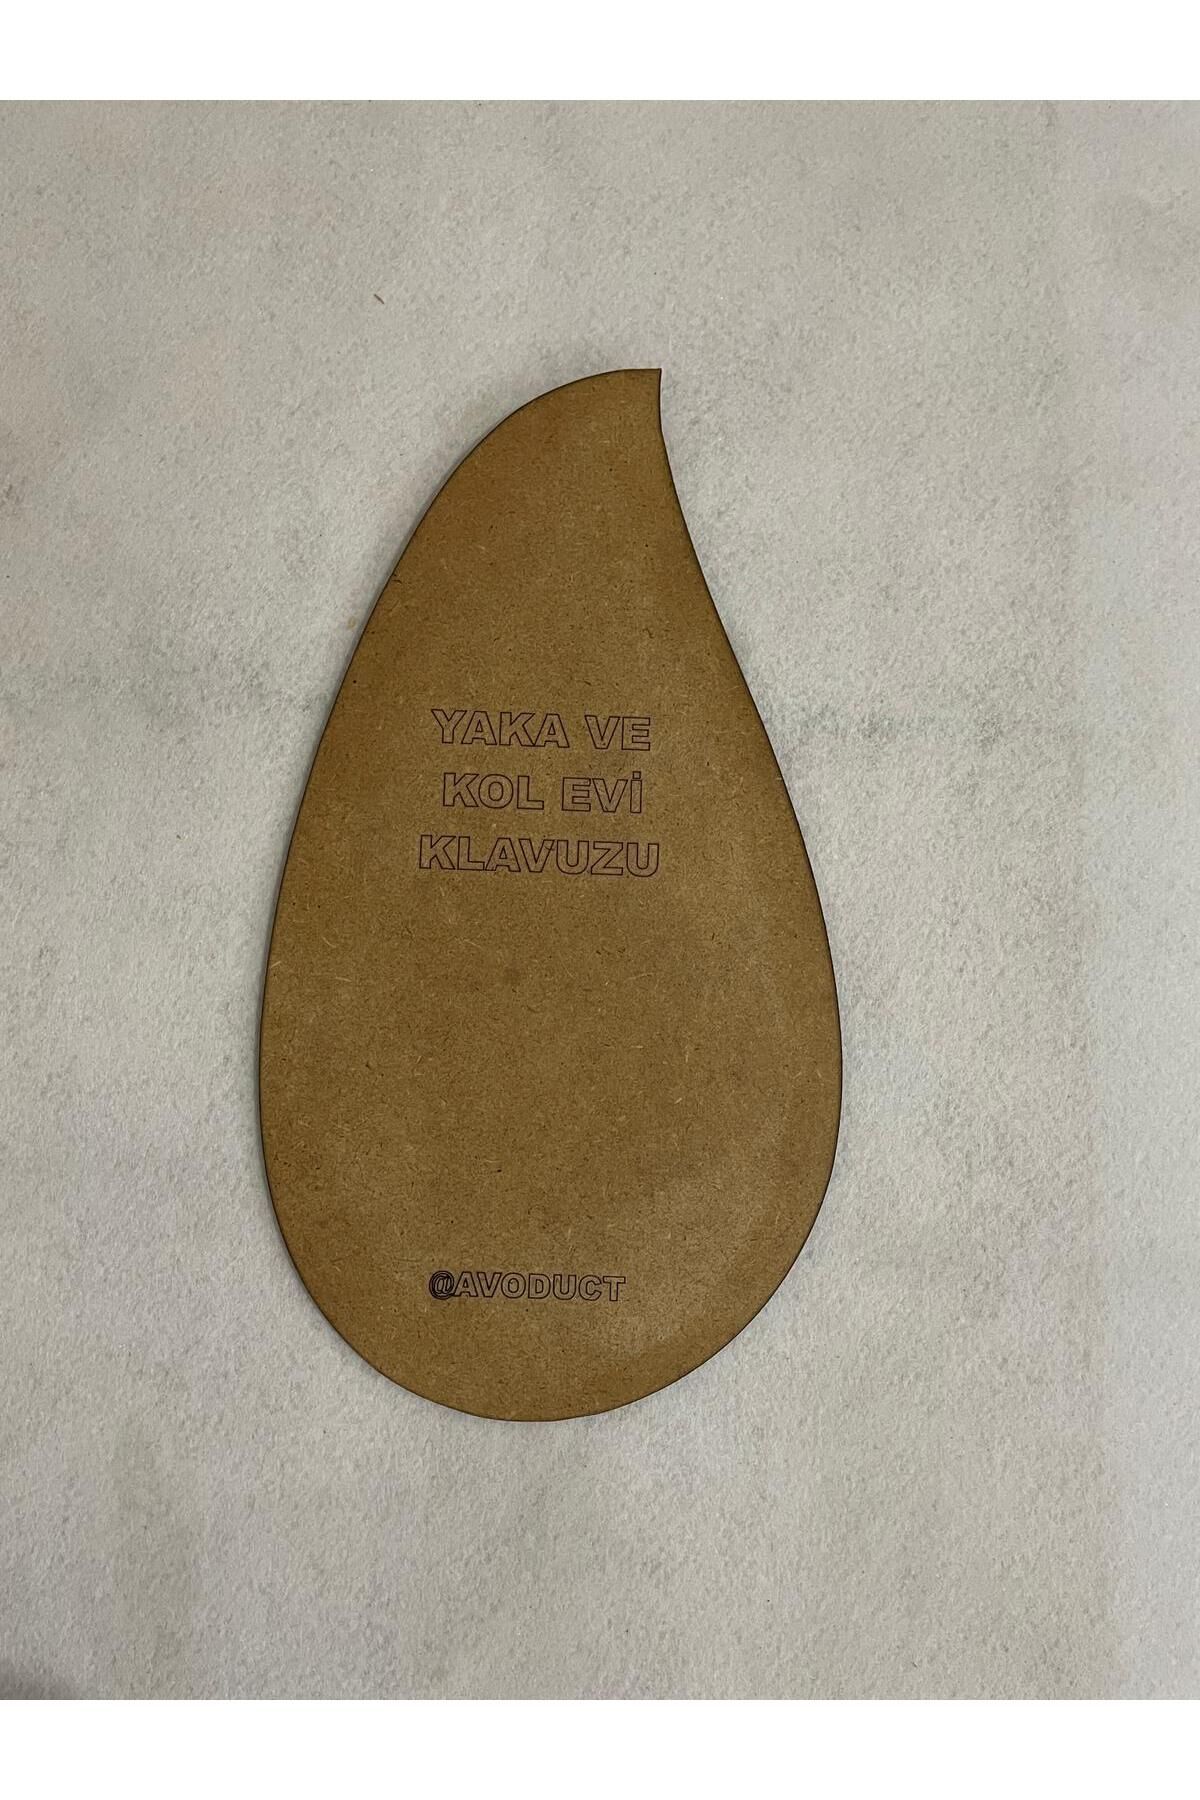 YAKA VE
KOL EVİ
KLAVUZU
@AVODUCT